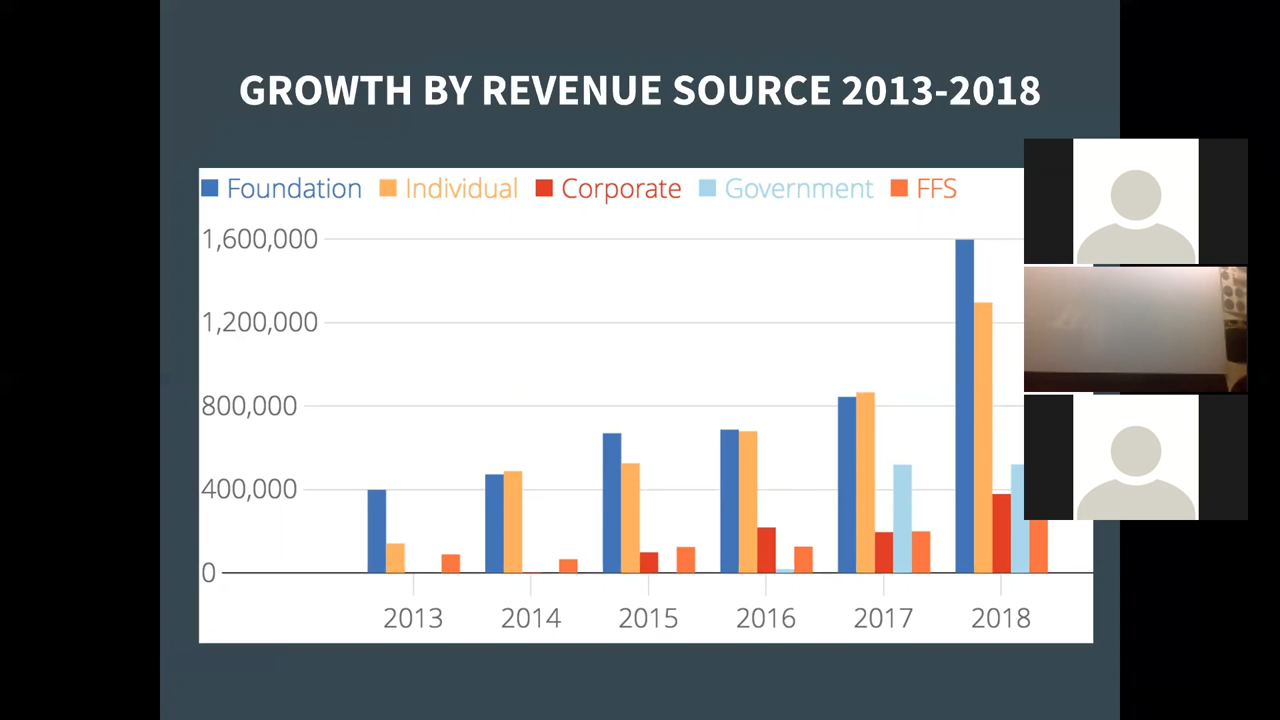 GROWTH BY REVENUE SOURCE 2013-2018
Foundation Individual Corporate Government FFS
1,600,000
1,200,000
800,000
400,000
0
2013 2014 2015 2016 2017 2018